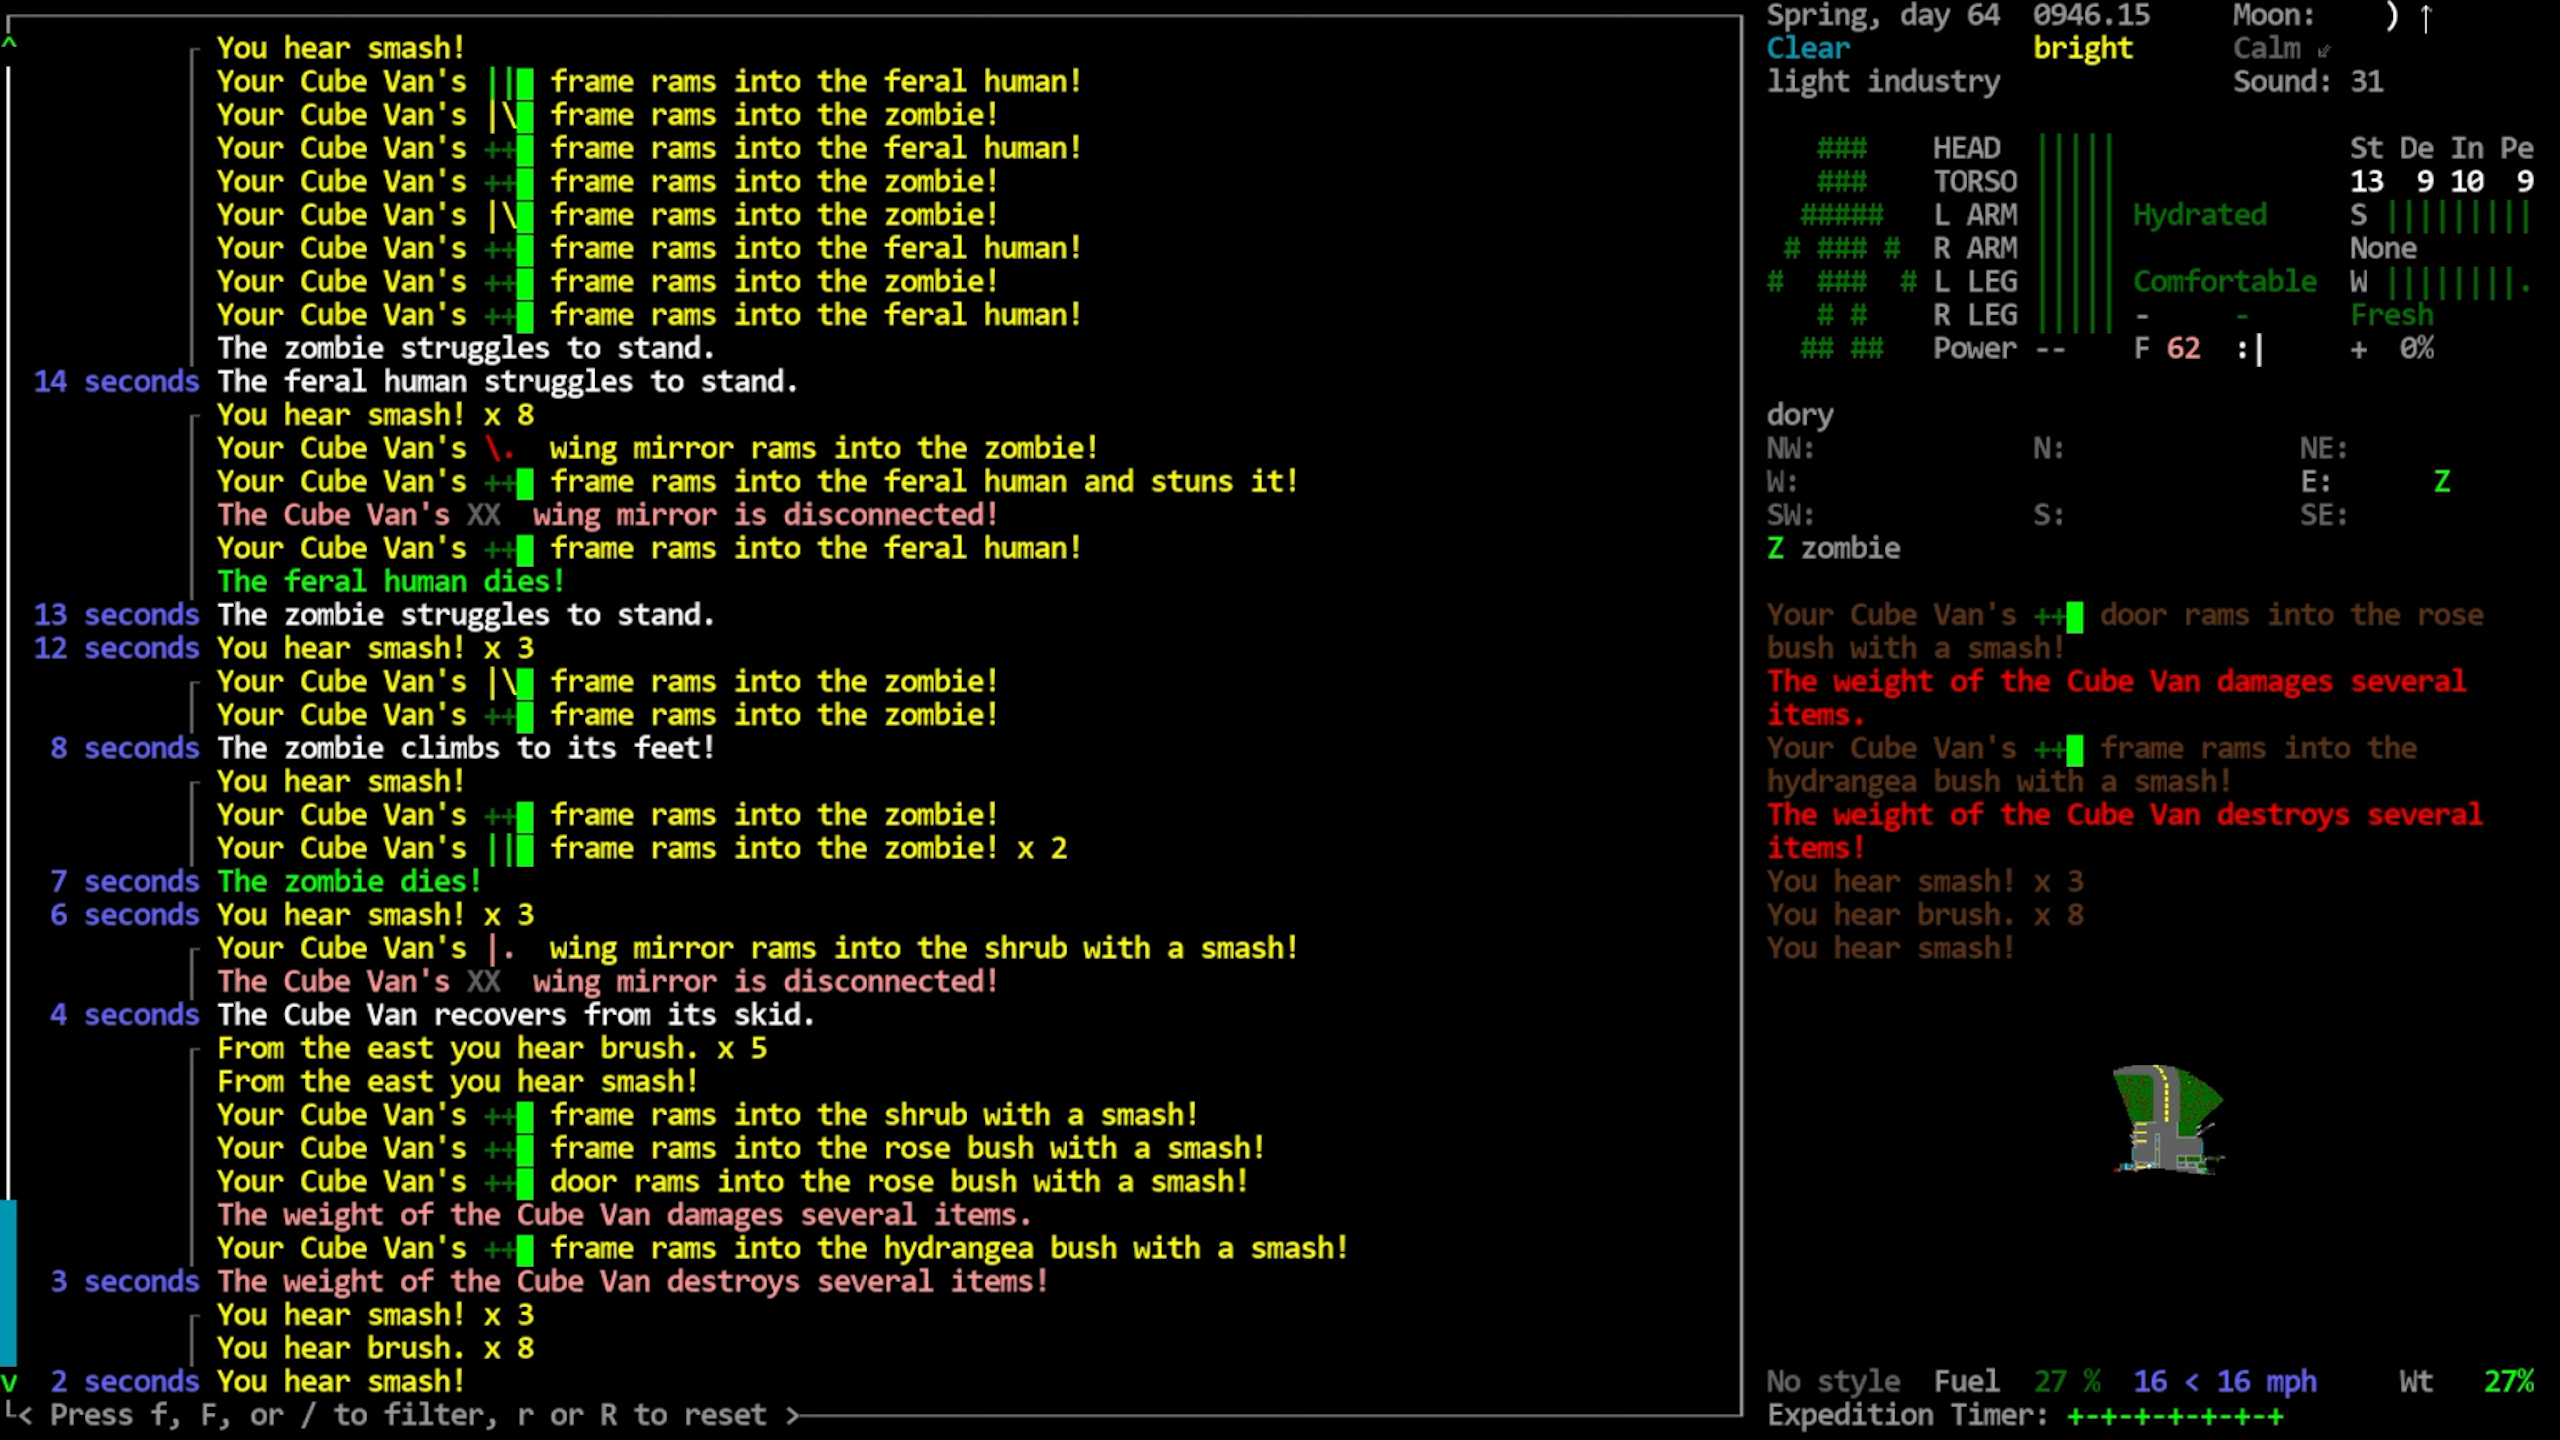 You hear smash!
Your Cube Van's || frame rams into the feral human!
Your Cube Van's |\ frame rams into the zombie!
Your Cube Van's ++ frame rams into the feral human!
Your Cube Van's ++ frame rams into the zombie!
Your Cube Van's |\ frame rams into the zombie!
Your Cube Van's ++ frame rams into the feral human!
Your Cube Van's ++ frame rams into the zombie!
Your Cube Van's ++ frame rams into the feral human!
The zombie struggles to stand.
14 seconds The feral human struggles to stand.
You hear smash! x 8
Your Cube Van's \. wing mirror rams into the zombie!
Your Cube Van's ++ frame rams into the feral human and stuns it!
The Cube Van's XX wing mirror is disconnected!
Your Cube Van's ++ frame rams into the feral human!
The feral human dies!
13 seconds The zombie struggles to stand.
12 seconds You hear smash! x 3
Your Cube Van's |\ frame rams into the zombie!
Your Cube Van's ++ frame rams into the zombie!
8 seconds The zombie climbs to its feet!
You hear smash!
Your Cube Van's ++ frame rams into the zombie!
Your Cube Van's || frame rams into the zombie! x 2
7 seconds The zombie dies!
6 seconds You hear smash! x 3
Your Cube Van's |. wing mirror rams into the shrub with a smash!
The Cube Van's XX wing mirror is disconnected!
4 seconds The Cube Van recovers from its skid.
From the east you hear brush. x 5
From the east you hear smash!
Your Cube Van's ++ frame rams into the shrub with a smash!
Your Cube Van's ++ frame rams into the rose bush with a smash!
Your Cube Van's ++ door rams into the rose bush with a smash!
The weight of the Cube Van damages several items.
Your Cube Van's ++ frame rams into the hydrangea bush with a smash!
3 seconds The weight of the Cube Van destroys several items!
You hear smash! x 3
You hear brush. x 8
2 seconds You hear smash!
< Press f, F, or / to filter, r or R to reset >
Spring, day 64 0946.15 Moon: ) ↑
Clear bright Calm ⇙
light industry Sound: 31
### HEAD ||||| St De In Pe
### TORSO ||||| 13 9 10 9
##### L ARM ||||| Hydrated S |||||||||
# ### # R ARM ||||| None
# ### # L LEG ||||| Comfortable W ||||||||.
# # R LEG ||||| - - Fresh
## ## Power -- F 62 :| + 0%
dory
NW: N: NE:
W: E: Z
SW: S: SE:
Z zombie
Your Cube Van's ++ door rams into the rose
bush with a smash!
The weight of the Cube Van damages several
items.
Your Cube Van's ++ frame rams into the
hydrangea bush with a smash!
The weight of the Cube Van destroys several
items!
You hear smash! x 3
You hear brush. x 8
You hear smash!
No style Fuel 27 % 16 < 16 mph Wt 27%
Expedition Timer: +-+-+-+-+-+-+